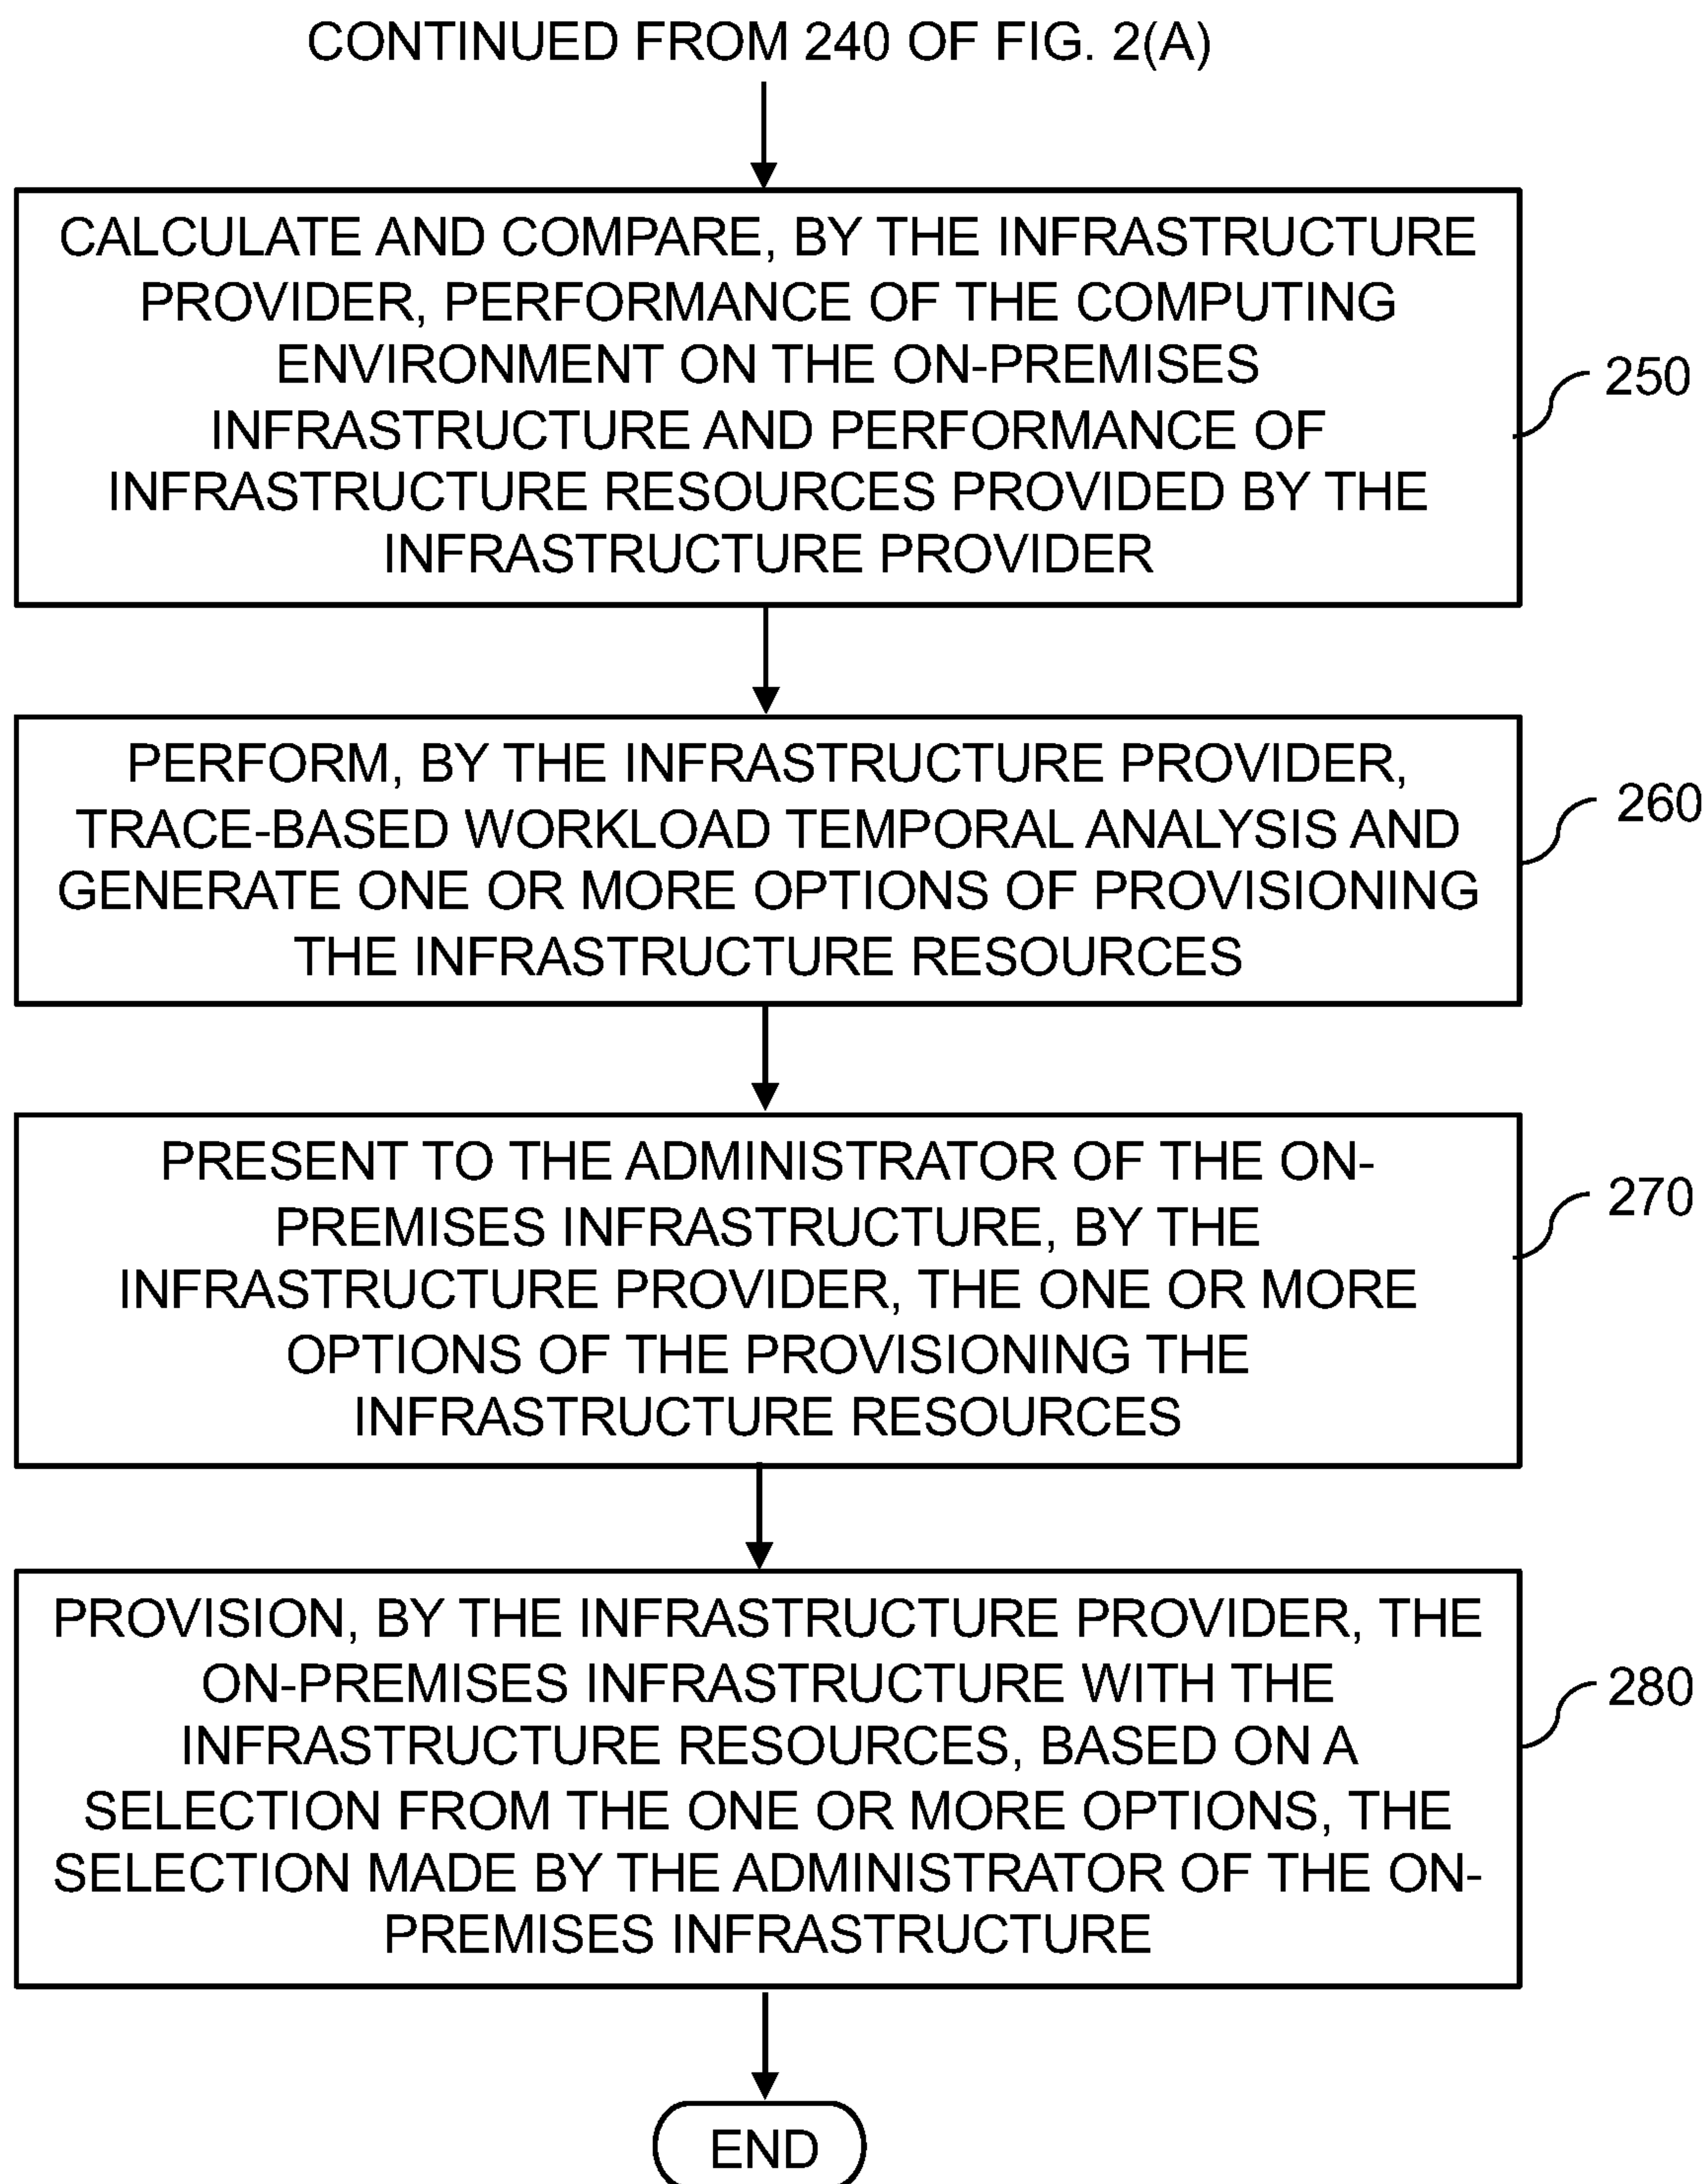 CONTINUED FROM 240 OF FIG. 2(A)
CALCULATE AND COMPARE, BY THE INFRASTRUCTURE
PROVIDER, PERFORMANCE OF THE COMPUTING
ENVIRONMENT ON THE ON-PREMISES
INFRASTRUCTURE AND PERFORMANCE OF
INFRASTRUCTURE RESOURCES PROVIDED BY THE
INFRASTRUCTURE PROVIDER
250
PERFORM, BY THE INFRASTRUCTURE PROVIDER,
TRACE-BASED WORKLOAD TEMPORAL ANALYSIS AND
GENERATE ONE OR MORE OPTIONS OF PROVISIONING
THE INFRASTRUCTURE RESOURCES
260
PRESENT TO THE ADMINISTRATOR OF THE ON-
PREMISES INFRASTRUCTURE, BY THE
INFRASTRUCTURE PROVIDER, THE ONE OR MORE
OPTIONS OF THE PROVISIONING THE
INFRASTRUCTURE RESOURCES
270
PROVISION, BY THE INFRASTRUCTURE PROVIDER, THE
ON-PREMISES INFRASTRUCTURE WITH THE
INFRASTRUCTURE RESOURCES, BASED ON A
SELECTION FROM THE ONE OR MORE OPTIONS, THE
SELECTION MADE BY THE ADMINISTRATOR OF THE ON-
PREMISES INFRASTRUCTURE
280
END